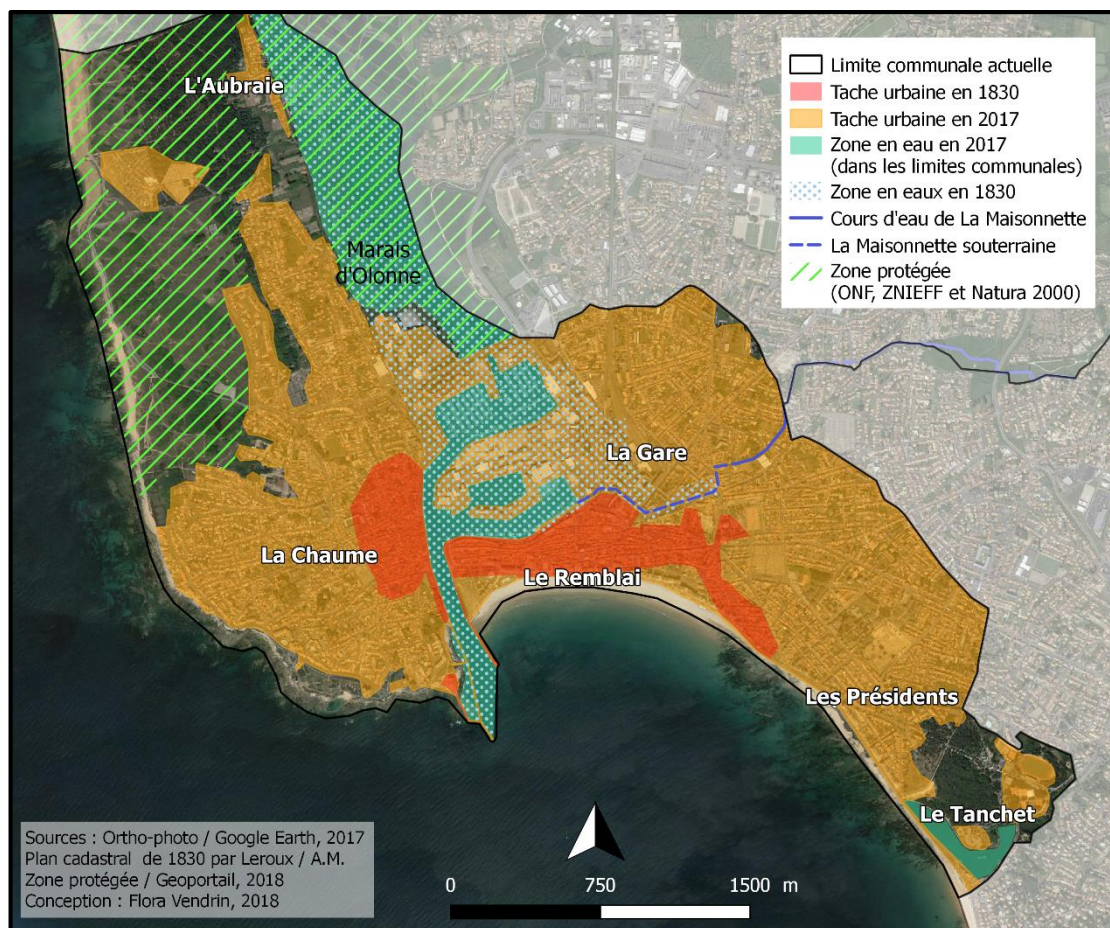 L'Aubraie
Marais
d'Olonne
La Gare
La Chaume
Le Remblai
Les Présidents
Le Tanchet
Limite communale actuelle
Tache urbaine en 1830
Tache urbaine en 2017
Zone en eau en 2017
(dans les limites communales)
Zone en eaux en 1830
Cours d'eau de La Maisonnette
La Maisonnette souterraine
Zone protégée
(ONF, ZNIEFF et Natura 2000)
Sources : Ortho-photo / Google Earth, 2017
Plan cadastral de 1830 par Leroux / A.M.
Zone protégée / Geoportail, 2018
Conception : Flora Vendrin, 2018
0 750 1500 m